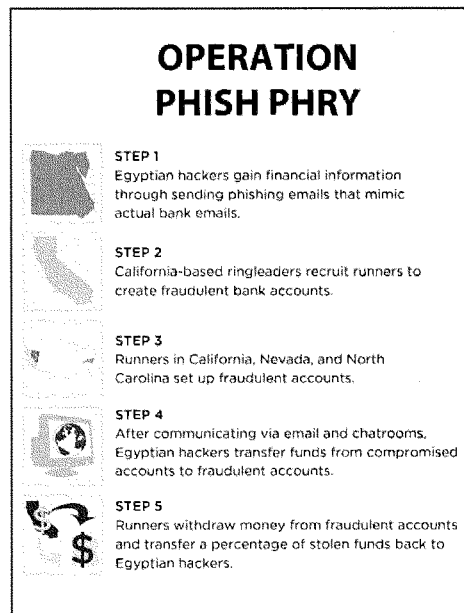 OPERATION
PHISH PHRY
STEP 1
Egyptian hackers gain financial information
through sending phishing emails that mimic
actual bank emails.
STEP 2
California-based ringleaders recruit runners to
create fraudulent bank accounts.
STEP 3
Runners in California, Nevada, and North
Carolina set up fraudulent accounts.
STEP 4
After communicating via email and chatrooms,
Egyptian hackers transfer funds from compromised
accounts to fraudulent accounts.
STEP 5
Runners withdraw money from fraudulent accounts
and transfer a percentage of stolen funds back to
Egyptian hackers.
$
$